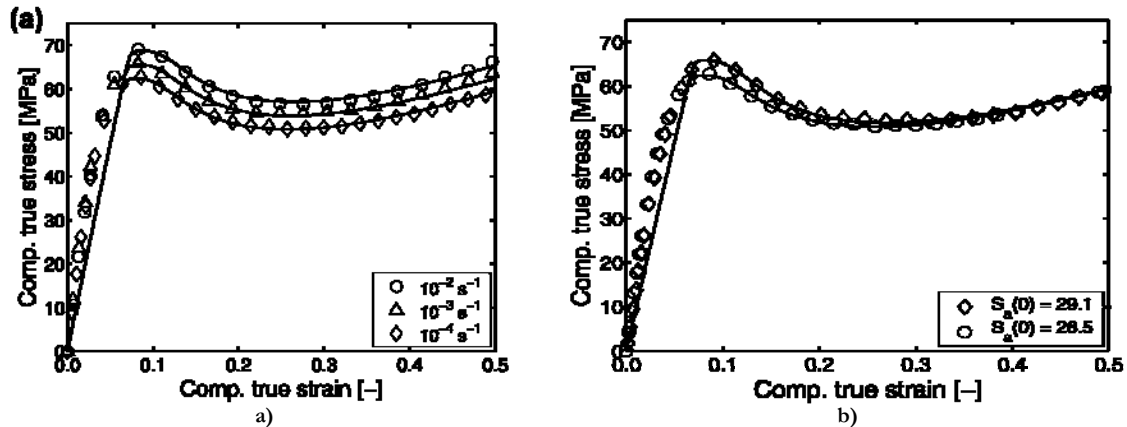 (a)
Comp. true stress [MPa]
70
60
50
40
30
20
10
0
0.0 0.1 0.2 0.3 0.4 0.5
Comp. true strain [–]
10⁻² s⁻¹
10⁻³ s⁻¹
10⁻⁴ s⁻¹
a)
Comp. true stress [MPa]
70
60
50
40
30
20
10
0
0.0 0.1 0.2 0.3 0.4 0.5
Comp. true strain [–]
Sₐ(0) = 29.1
Sₐ(0) = 26.5
b)